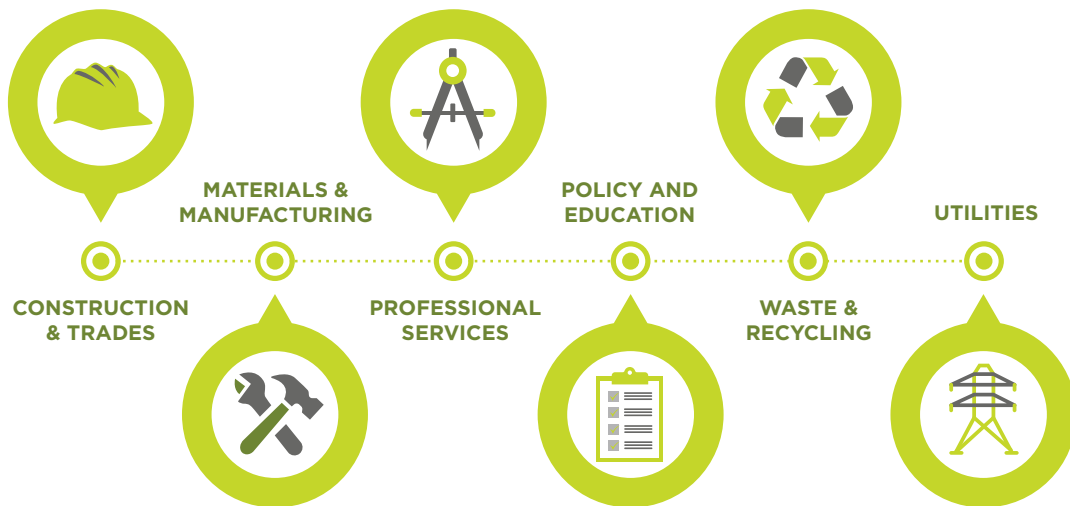 CONSTRUCTION
& TRADES
MATERIALS &
MANUFACTURING
PROFESSIONAL
SERVICES
POLICY AND
EDUCATION
WASTE &
RECYCLING
UTILITIES